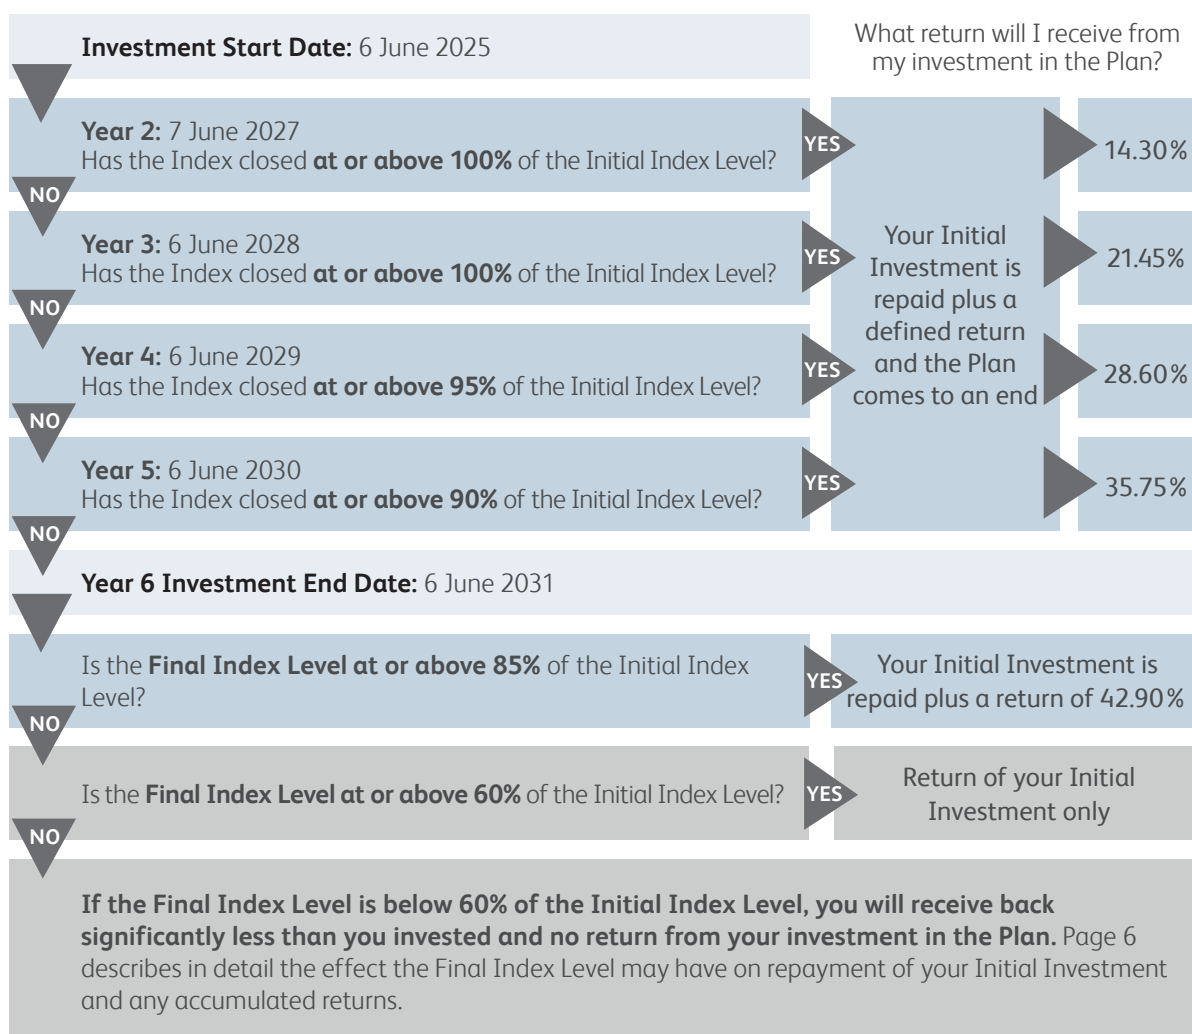 Investment Start Date: 6 June 2025
What return will I receive from
my investment in the Plan?
Year 2: 7 June 2027
Has the Index closed at or above 100% of the Initial Index Level?
YES
14.30%
NO
Year 3: 6 June 2028
Has the Index closed at or above 100% of the Initial Index Level?
YES
21.45%
NO
Year 4: 6 June 2029
Has the Index closed at or above 95% of the Initial Index Level?
YES
28.60%
NO
Year 5: 6 June 2030
Has the Index closed at or above 90% of the Initial Index Level?
YES
35.75%
NO
Your Initial
Investment is
repaid plus a
defined return
and the Plan
comes to an end
Year 6 Investment End Date: 6 June 2031
Is the Final Index Level at or above 85% of the Initial Index
Level?
YES
Your Initial Investment is
repaid plus a return of 42.90%
NO
Is the Final Index Level at or above 60% of the Initial Index Level?
YES
Return of your Initial
Investment only
NO
If the Final Index Level is below 60% of the Initial Index Level, you will receive back
significantly less than you invested and no return from your investment in the Plan. Page 6
describes in detail the effect the Final Index Level may have on repayment of your Initial Investment
and any accumulated returns.